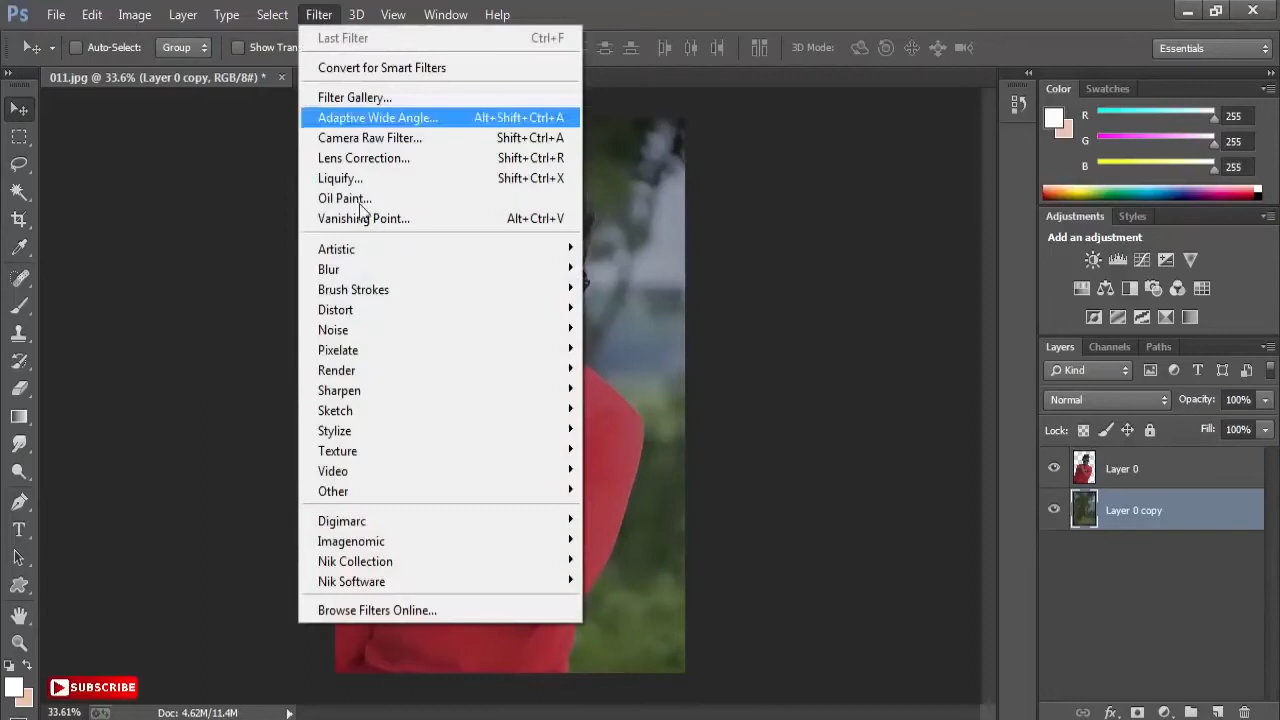 Ps File Edit Image Layer Type Select Filter 3D View Window Help
Auto-Select: Group Show Tran 3D Mode: Essentials
011.jpg @ 33.6% (Layer 0 copy, RGB/8#) *
Last Filter Ctrl+F
Convert for Smart Filters
Filter Gallery...
Adaptive Wide Angle... Alt+Shift+Ctrl+A
Camera Raw Filter... Shift+Ctrl+A
Lens Correction... Shift+Ctrl+R
Liquify... Shift+Ctrl+X
Oil Paint...
Vanishing Point... Alt+Ctrl+V
Artistic
Blur
Brush Strokes
Distort
Noise
Pixelate
Render
Sharpen
Sketch
Stylize
Texture
Video
Other
Digimarc
Imagenomic
Nik Collection
Nik Software
Browse Filters Online...
Color Swatches
R 255
G 255
B 255
Adjustments Styles
Add an adjustment
Layers Channels Paths
Kind
Normal Opacity: 100%
Lock: Fill: 100%
Layer 0
Layer 0 copy
fx
SUBSCRIBE
33.61% Doc: 4.62M/11.4M